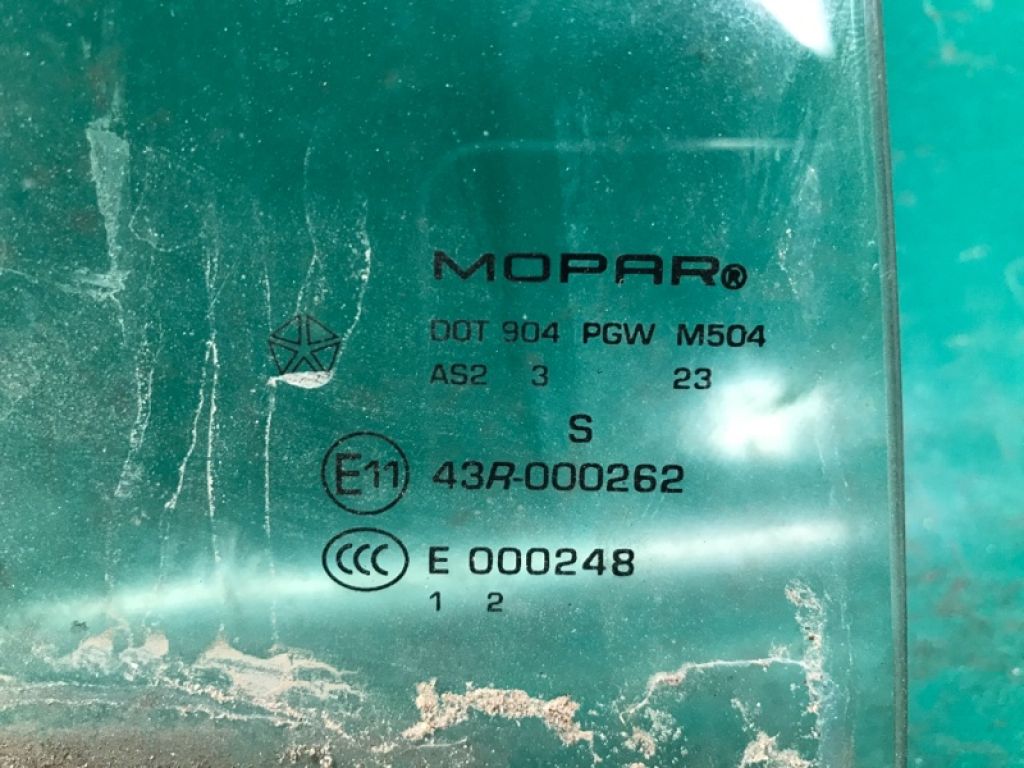 MOPAR®
DOT 904 PGW M504
AS2 3 23
S
E11 43R-000262
CCC E 000248
1 2